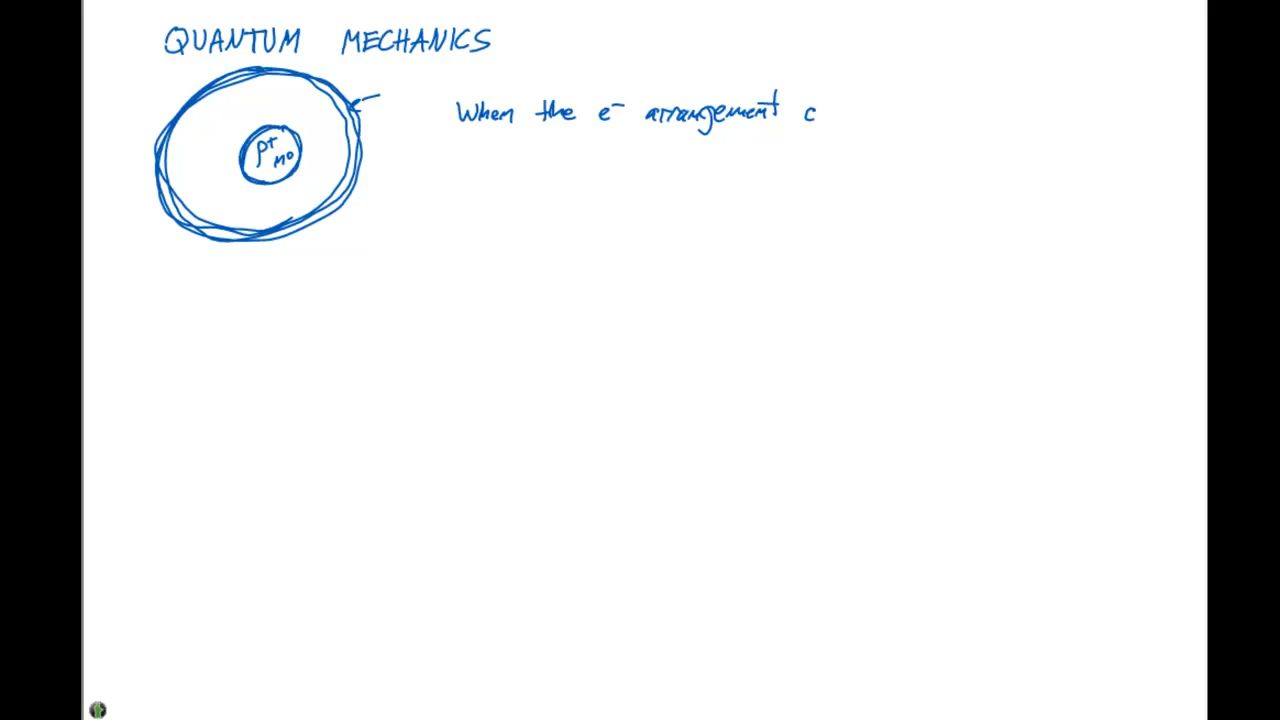 QUANTUM MECHANICS
When the e⁻ arrangement c
p⁺
n⁰